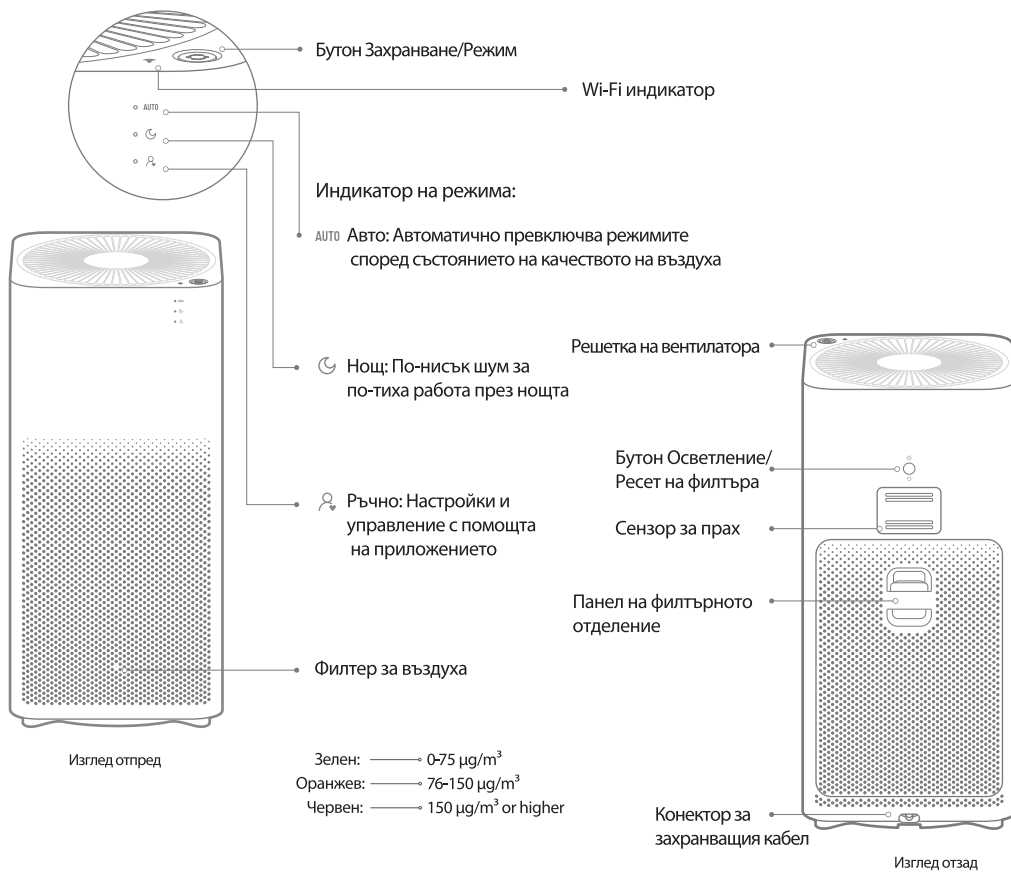 Бутон Захранване/Режим
Wi-Fi индикатор
AUTO
Индикатор на режима:
AUTO Авто: Автоматично превключва режимите
според състоянието на качеството на въздуха
Нощ: По-нисък шум за
по-тиха работа през нощта
Ръчно: Настройки и
управление с помощта
на приложението
Филтер за въздуха
Изглед отпред
Зелен: 0-75 µg/m³
Оранжев: 76-150 µg/m³
Червен: 150 µg/m³ or higher
Решетка на вентилатора
Бутон Осветление/
Ресет на филтъра
Сензор за прах
Панел на филтърното
отделение
Конектор за
захранващия кабел
Изглед отзад